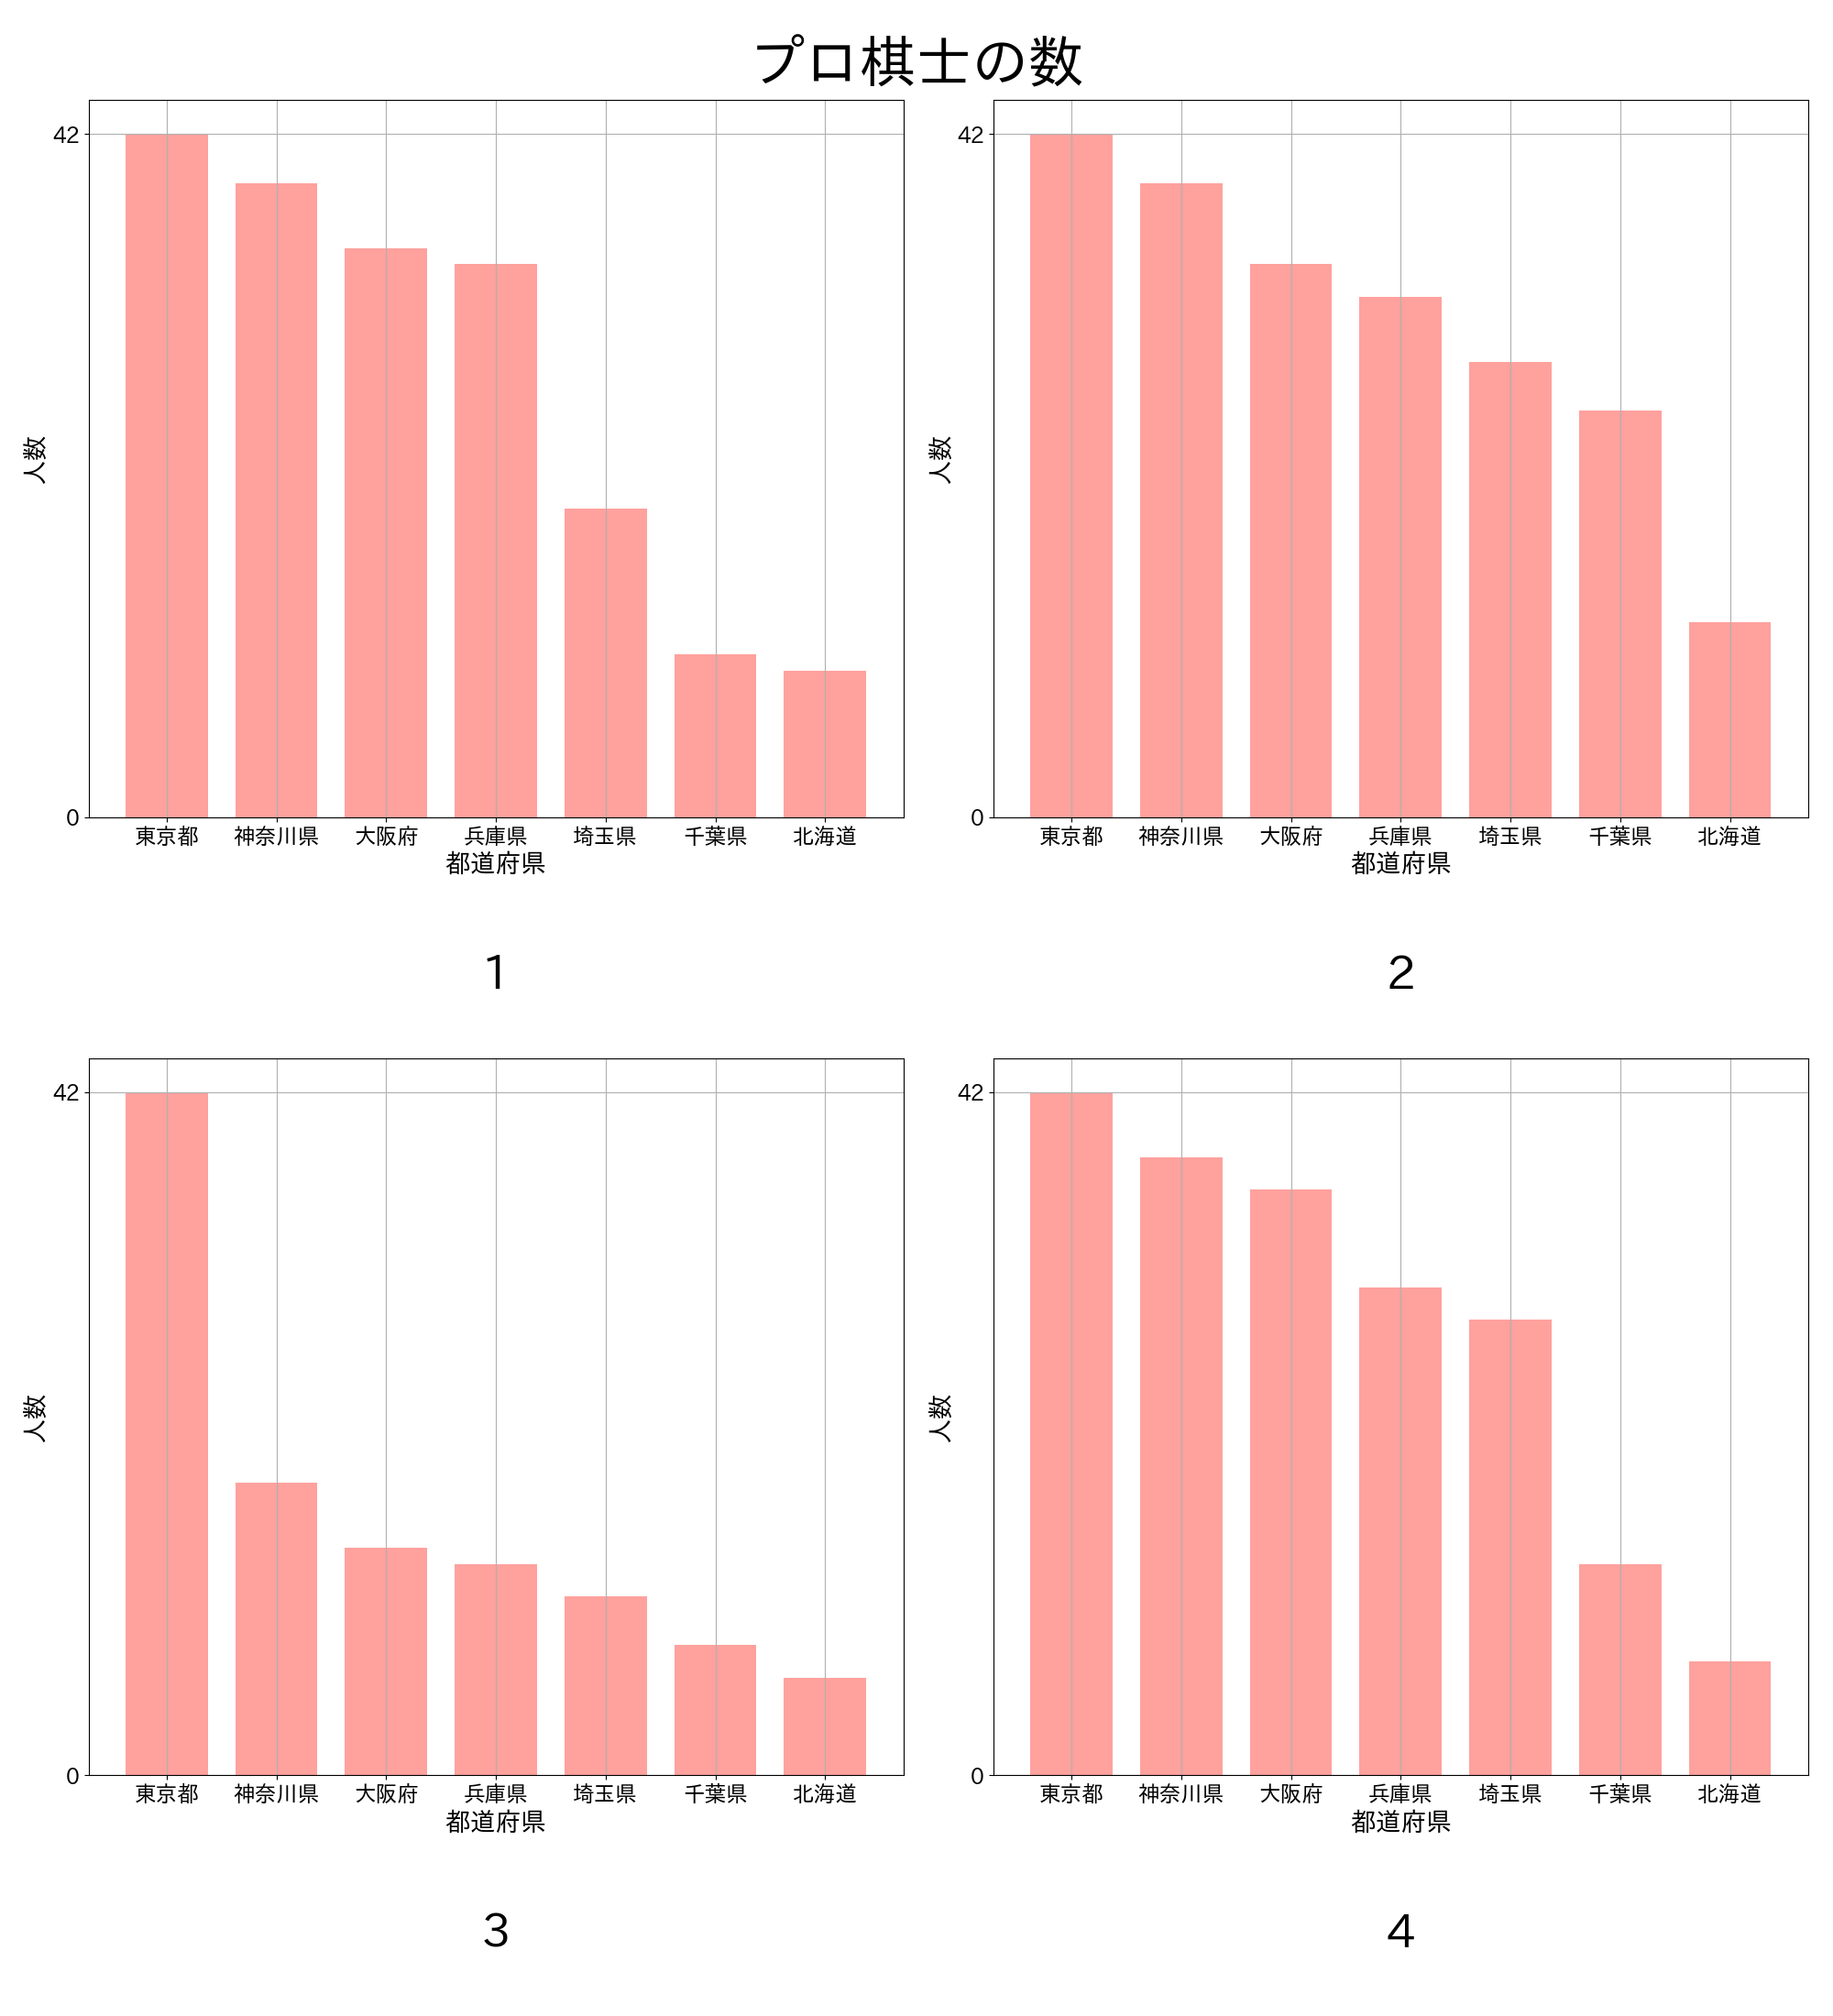 プロ棋士の数
42
0
人数
東京都 神奈川県 大阪府 兵庫県 埼玉県 千葉県 北海道
都道府県
1
42
0
人数
東京都 神奈川県 大阪府 兵庫県 埼玉県 千葉県 北海道
都道府県
2
42
0
人数
東京都 神奈川県 大阪府 兵庫県 埼玉県 千葉県 北海道
都道府県
3
42
0
人数
東京都 神奈川県 大阪府 兵庫県 埼玉県 千葉県 北海道
都道府県
4